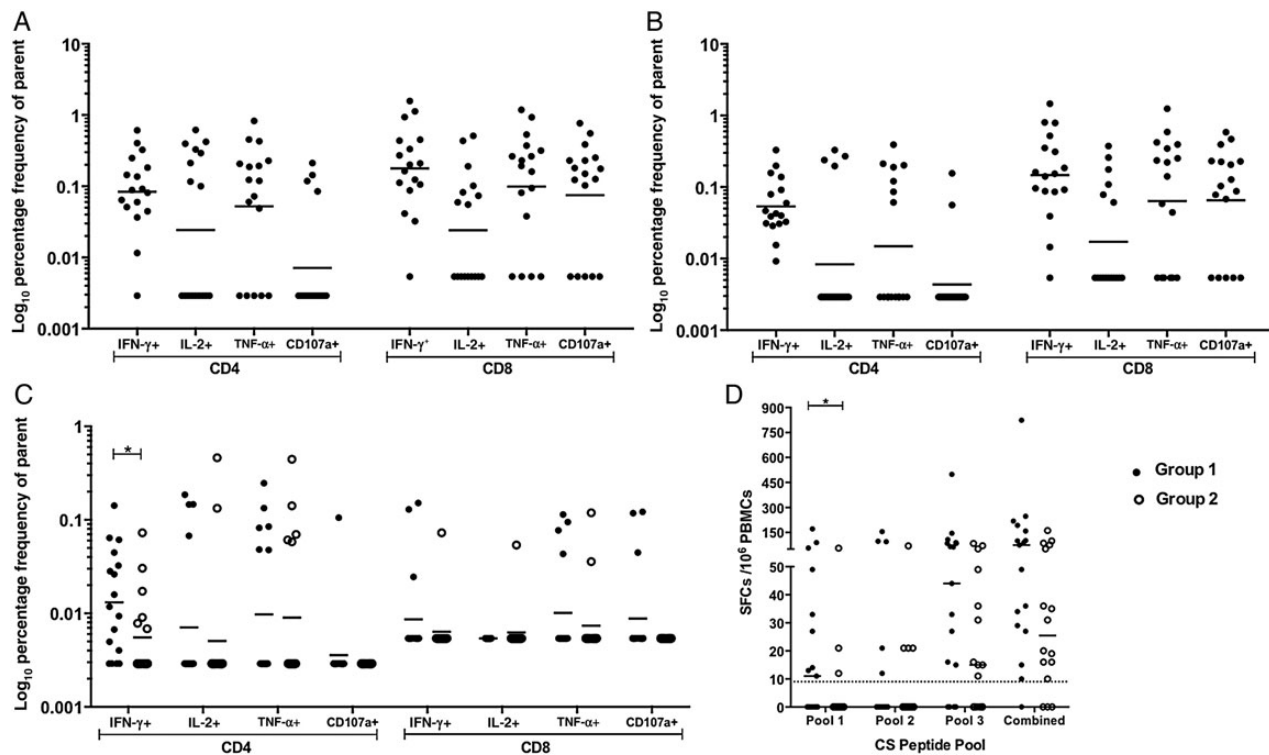 A
Log10 percentage frequency of parent
10
1
0.1
0.01
0.001
IFN-γ+ IL-2+ TNF-α+ CD107a+ IFN-γ+ IL-2+ TNF-α+ CD107a+
CD4 CD8
B
Log10 percentage frequency of parent
10
1
0.1
0.01
0.001
IFN-γ+ IL-2+ TNF-α+ CD107a+ IFN-γ+ IL-2+ TNF-α+ CD107a+
CD4 CD8
C
Log10 percentage frequency of parent
1
0.1
0.01
0.001
*
IFN-γ+ IL-2+ TNF-α+ CD107a+ IFN-γ+ IL-2+ TNF-α+ CD107a+
CD4 CD8
D
SFCs /10⁶ PBMCs
900
750
600
450
300
150
50
40
30
20
10
0
*
Pool 1 Pool 2 Pool 3 Combined
CS Peptide Pool
Group 1
Group 2